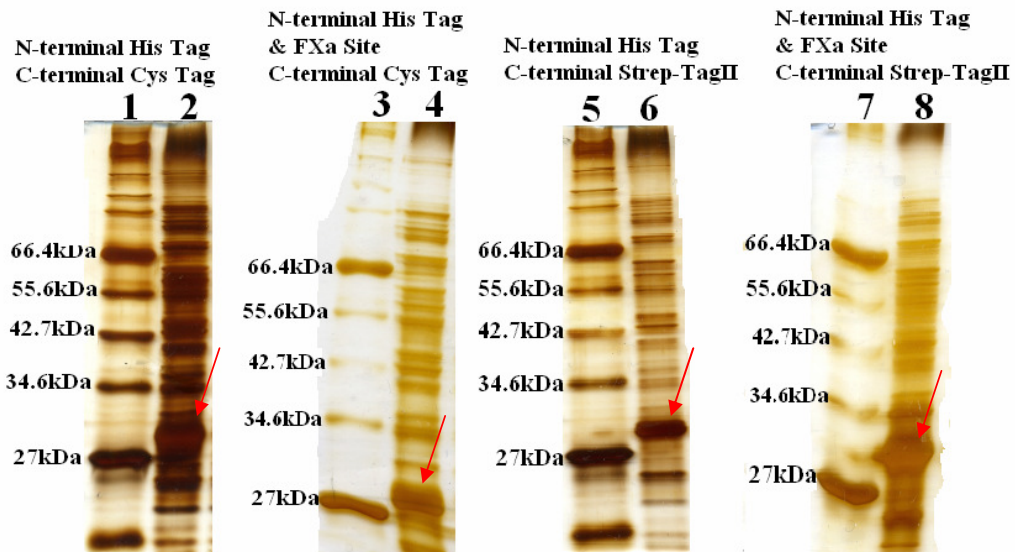 N-terminal His Tag
C-terminal Cys Tag
1 2
66.4kDa
55.6kDa
42.7kDa
34.6kDa
27kDa
N-terminal His Tag
& FXa Site
C-terminal Cys Tag
3 4
66.4kDa
55.6kDa
42.7kDa
34.6kDa
27kDa
N-terminal His Tag
C-terminal Strep-TagII
5 6
66.4kDa
55.6kDa
42.7kDa
34.6kDa
27kDa
N-terminal His Tag
& FXa Site
C-terminal Strep-TagII
7 8
66.4kDa
55.6kDa
42.7kDa
34.6kDa
27kDa